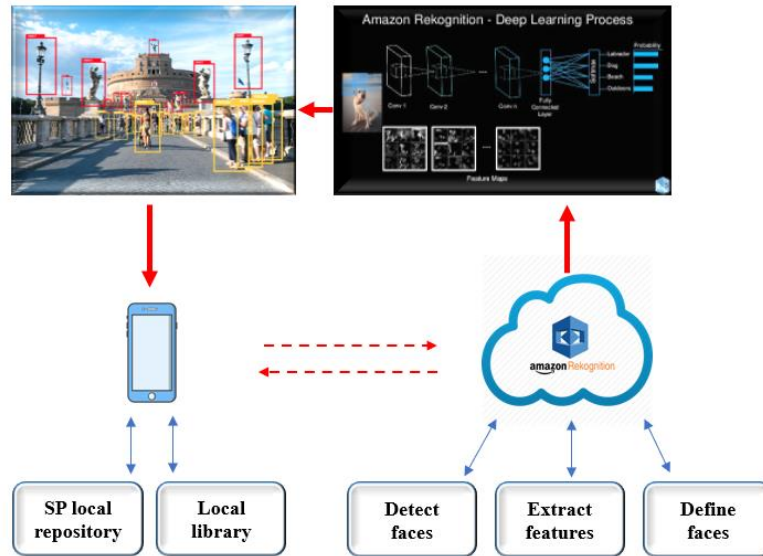 Amazon Rekognition - Deep Learning Process
Probability
Labrador
Dog
Beach
Outdoors
Softmax
Conv 1
Conv 2
Conv n
Fully
Connected
Layer
Feature Maps
amazon Rekognition
SP local
repository
Local
library
Detect
faces
Extract
features
Define
faces